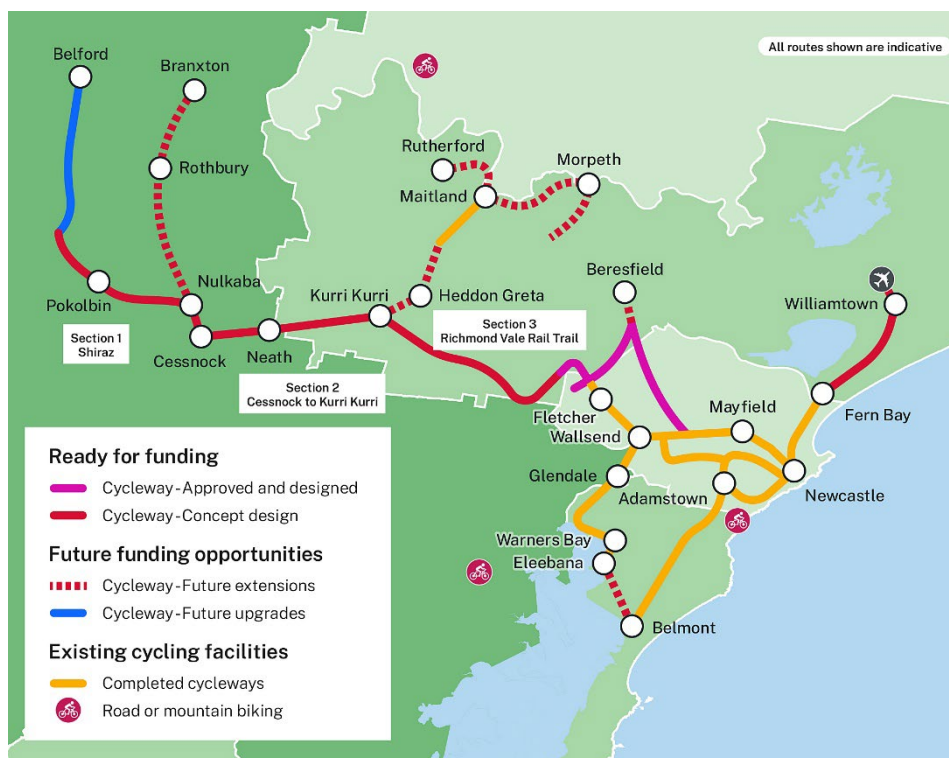 All routes shown are indicative
Belford
Branxton
Rothbury
Rutherford
Maitland
Morpeth
Beresfield
Williamtown
Pokolbin
Nulkaba
Kurri Kurri
Heddon Greta
Section 1
Shiraz
Cessnock
Neath
Section 3
Richmond Vale Rail Trail
Section 2
Cessnock to Kurri Kurri
Fletcher
Wallsend
Mayfield
Fern Bay
Glendale
Adamstown
Newcastle
Warners Bay
Eleebana
Belmont
Ready for funding
Cycleway - Approved and designed
Cycleway - Concept design
Future funding opportunities
Cycleway - Future extensions
Cycleway - Future upgrades
Existing cycling facilities
Completed cycleways
Road or mountain biking